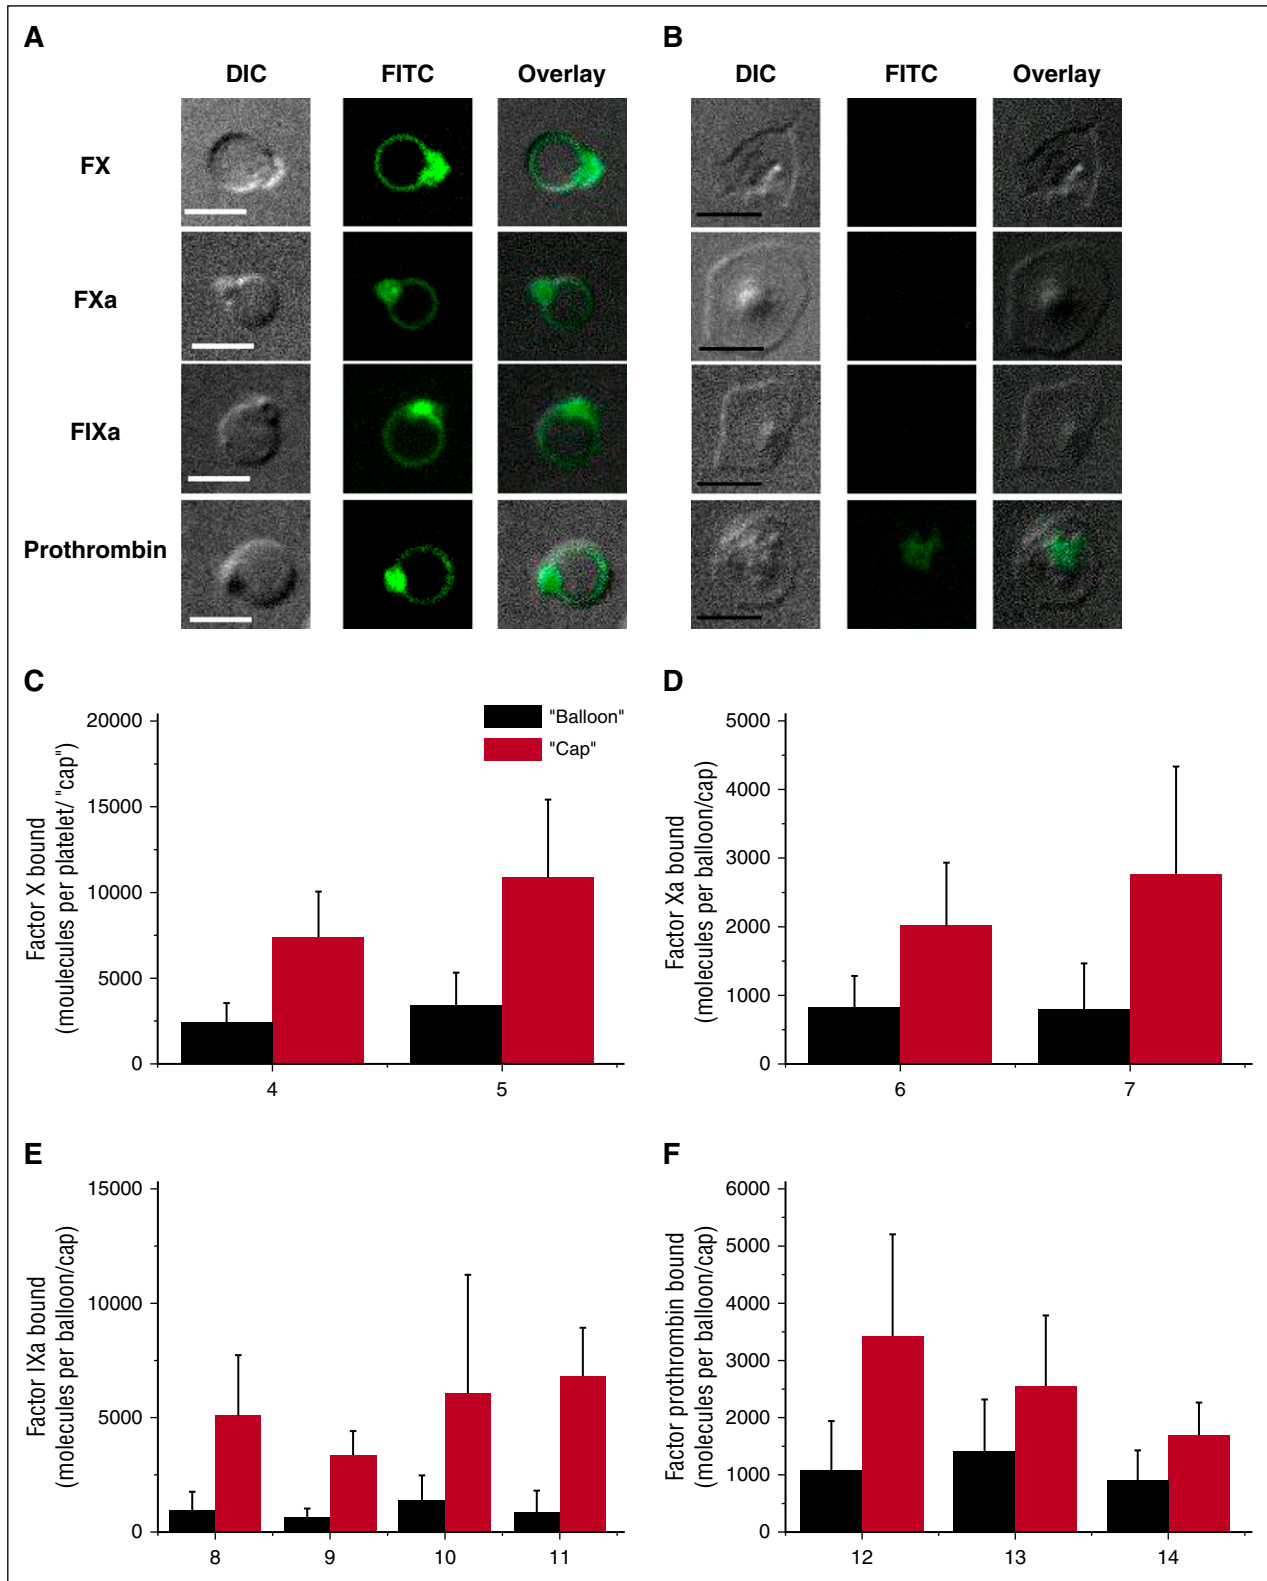 A
B
DIC FITC Overlay
DIC FITC Overlay
FX
FXa
FIXa
Prothrombin
C
"Balloon"
"Cap"
Factor X bound
(moulecules per platelet/ "cap")
20000
15000
10000
5000
0
4 5
D
Factor Xa bound
(molecules per balloon/cap)
5000
4000
3000
2000
1000
0
6 7
E
Factor IXa bound
(molecules per balloon/cap)
15000
10000
5000
0
8 9 10 11
F
Factor prothrombin bound
(molecules per balloon/cap)
6000
5000
4000
3000
2000
1000
0
12 13 14